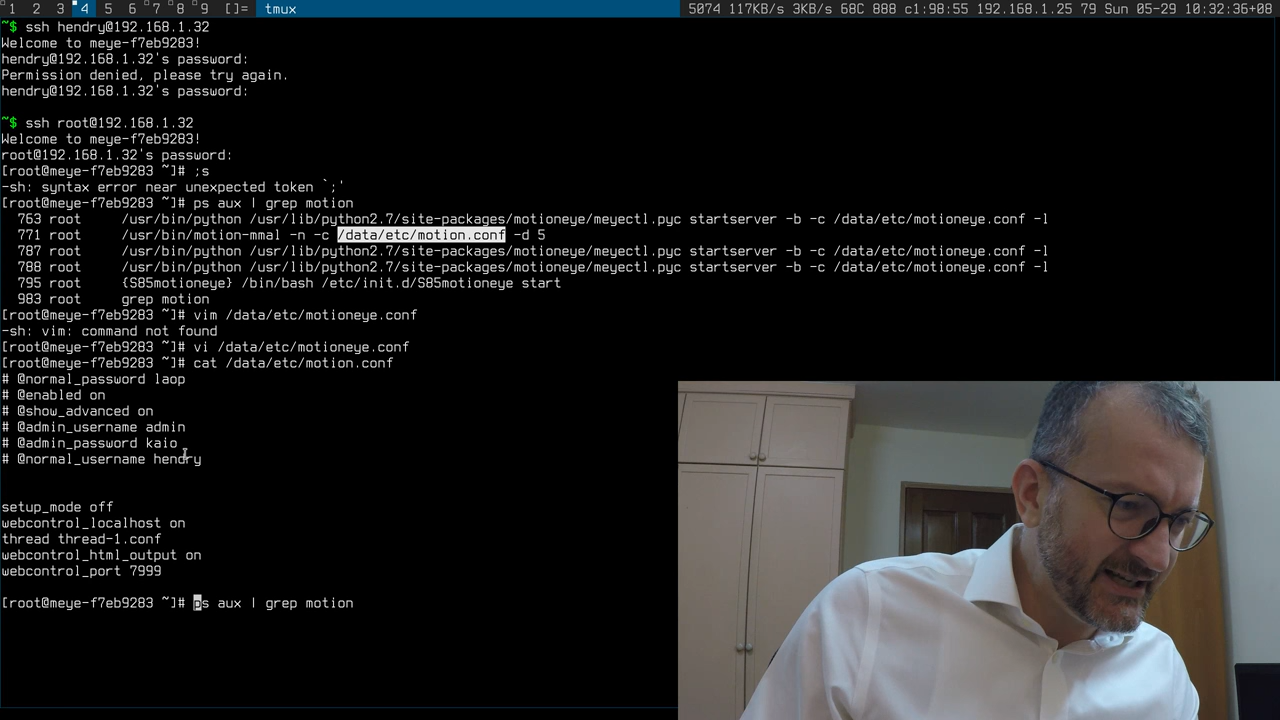 1 2 3 4 5 6 7 8 9 []= tmux 5074 117KB/s 3KB/s 68C 888 c1:98:55 192.168.1.25 79 Sun 05-29 10:32:36+08
~$ ssh hendry@192.168.1.32
Welcome to meye-f7eb9283!
hendry@192.168.1.32's password:
Permission denied, please try again.
hendry@192.168.1.32's password:
~$ ssh root@192.168.1.32
Welcome to meye-f7eb9283!
root@192.168.1.32's password:
[root@meye-f7eb9283 ~]# ;s
-sh: syntax error near unexpected token `;'
[root@meye-f7eb9283 ~]# ps aux | grep motion
763 root /usr/bin/python /usr/lib/python2.7/site-packages/motioneye/meyectl.pyc startserver -b -c /data/etc/motioneye.conf -l
771 root /usr/bin/motion-mmal -n -c /data/etc/motion.conf -d 5
787 root /usr/bin/python /usr/lib/python2.7/site-packages/motioneye/meyectl.pyc startserver -b -c /data/etc/motioneye.conf -l
788 root /usr/bin/python /usr/lib/python2.7/site-packages/motioneye/meyectl.pyc startserver -b -c /data/etc/motioneye.conf -l
795 root {S85motioneye} /bin/bash /etc/init.d/S85motioneye start
983 root grep motion
[root@meye-f7eb9283 ~]# vim /data/etc/motioneye.conf
-sh: vim: command not found
[root@meye-f7eb9283 ~]# vi /data/etc/motioneye.conf
[root@meye-f7eb9283 ~]# cat /data/etc/motion.conf
# @normal_password laop
# @enabled on
# @show_advanced on
# @admin_username admin
# @admin_password kaio
# @normal_username hendry
setup_mode off
webcontrol_localhost on
thread thread-1.conf
webcontrol_html_output on
webcontrol_port 7999
[root@meye-f7eb9283 ~]# ps aux | grep motion